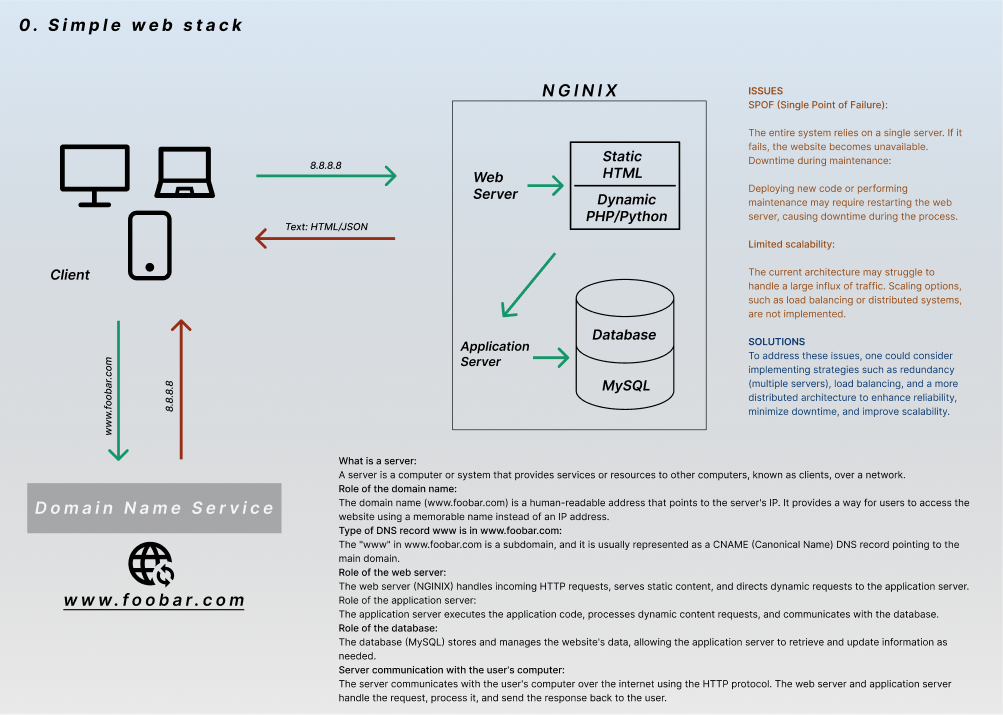 0. Simple web stack
NGINIX
8.8.8.8
Text: HTML/JSON
Client
www.foobar.com
8.8.8.8
Domain Name Service
www.foobar.com
Web
Server
Static
HTML
Dynamic
PHP/Python
Application
Server
Database
MySQL
ISSUES
SPOF (Single Point of Failure):
The entire system relies on a single server. If it
fails, the website becomes unavailable.
Downtime during maintenance:
Deploying new code or performing
maintenance may require restarting the web
server, causing downtime during the process.
Limited scalability:
The current architecture may struggle to
handle a large influx of traffic. Scaling options,
such as load balancing or distributed systems,
are not implemented.
SOLUTIONS
To address these issues, one could consider
implementing strategies such as redundancy
(multiple servers), load balancing, and a more
distributed architecture to enhance reliability,
minimize downtime, and improve scalability.
What is a server:
A server is a computer or system that provides services or resources to other computers, known as clients, over a network.
Role of the domain name:
The domain name (www.foobar.com) is a human-readable address that points to the server's IP. It provides a way for users to access the
website using a memorable name instead of an IP address.
Type of DNS record www is in www.foobar.com:
The "www" in www.foobar.com is a subdomain, and it is usually represented as a CNAME (Canonical Name) DNS record pointing to the
main domain.
Role of the web server:
The web server (NGINIX) handles incoming HTTP requests, serves static content, and directs dynamic requests to the application server.
Role of the application server:
The application server executes the application code, processes dynamic content requests, and communicates with the database.
Role of the database:
The database (MySQL) stores and manages the website's data, allowing the application server to retrieve and update information as
needed.
Server communication with the user's computer:
The server communicates with the user's computer over the internet using the HTTP protocol. The web server and application server
handle the request, process it, and send the response back to the user.